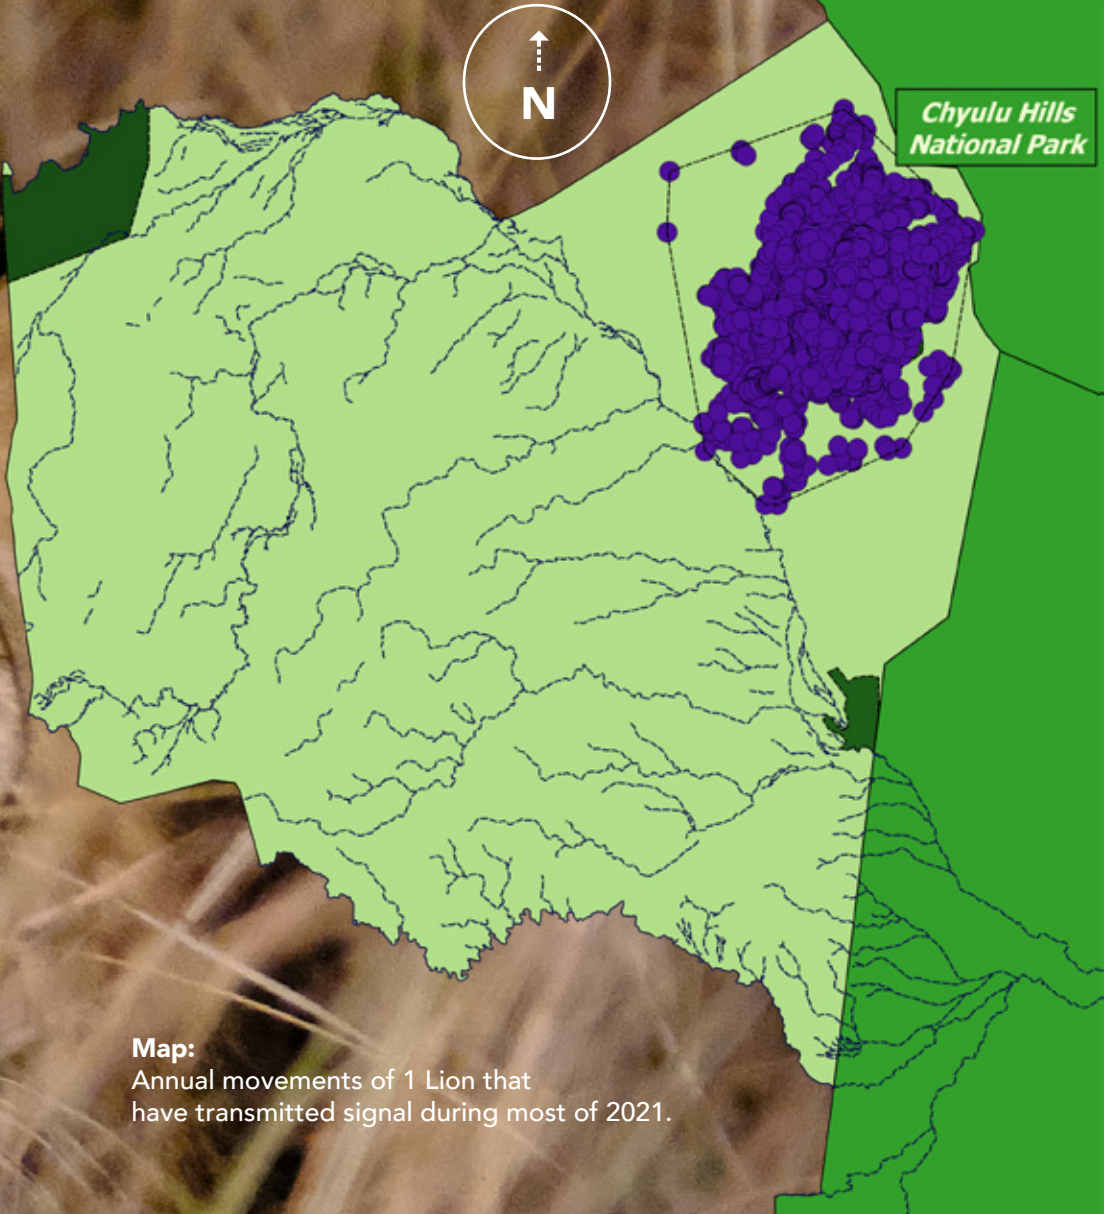 N
Chyulu Hills
National Park
Map:
Annual movements of 1 Lion that
have transmitted signal during most of 2021.